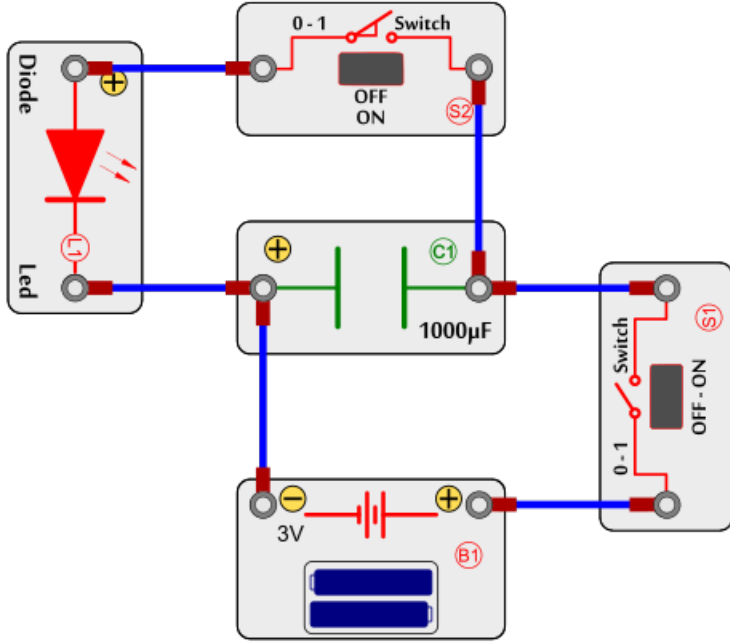 0 - 1 Switch
OFF
ON
S2
Diode
+
L1
Led
+
C1
1000µF
S1
Switch
OFF - ON
0 - 1
− +
3V
B1